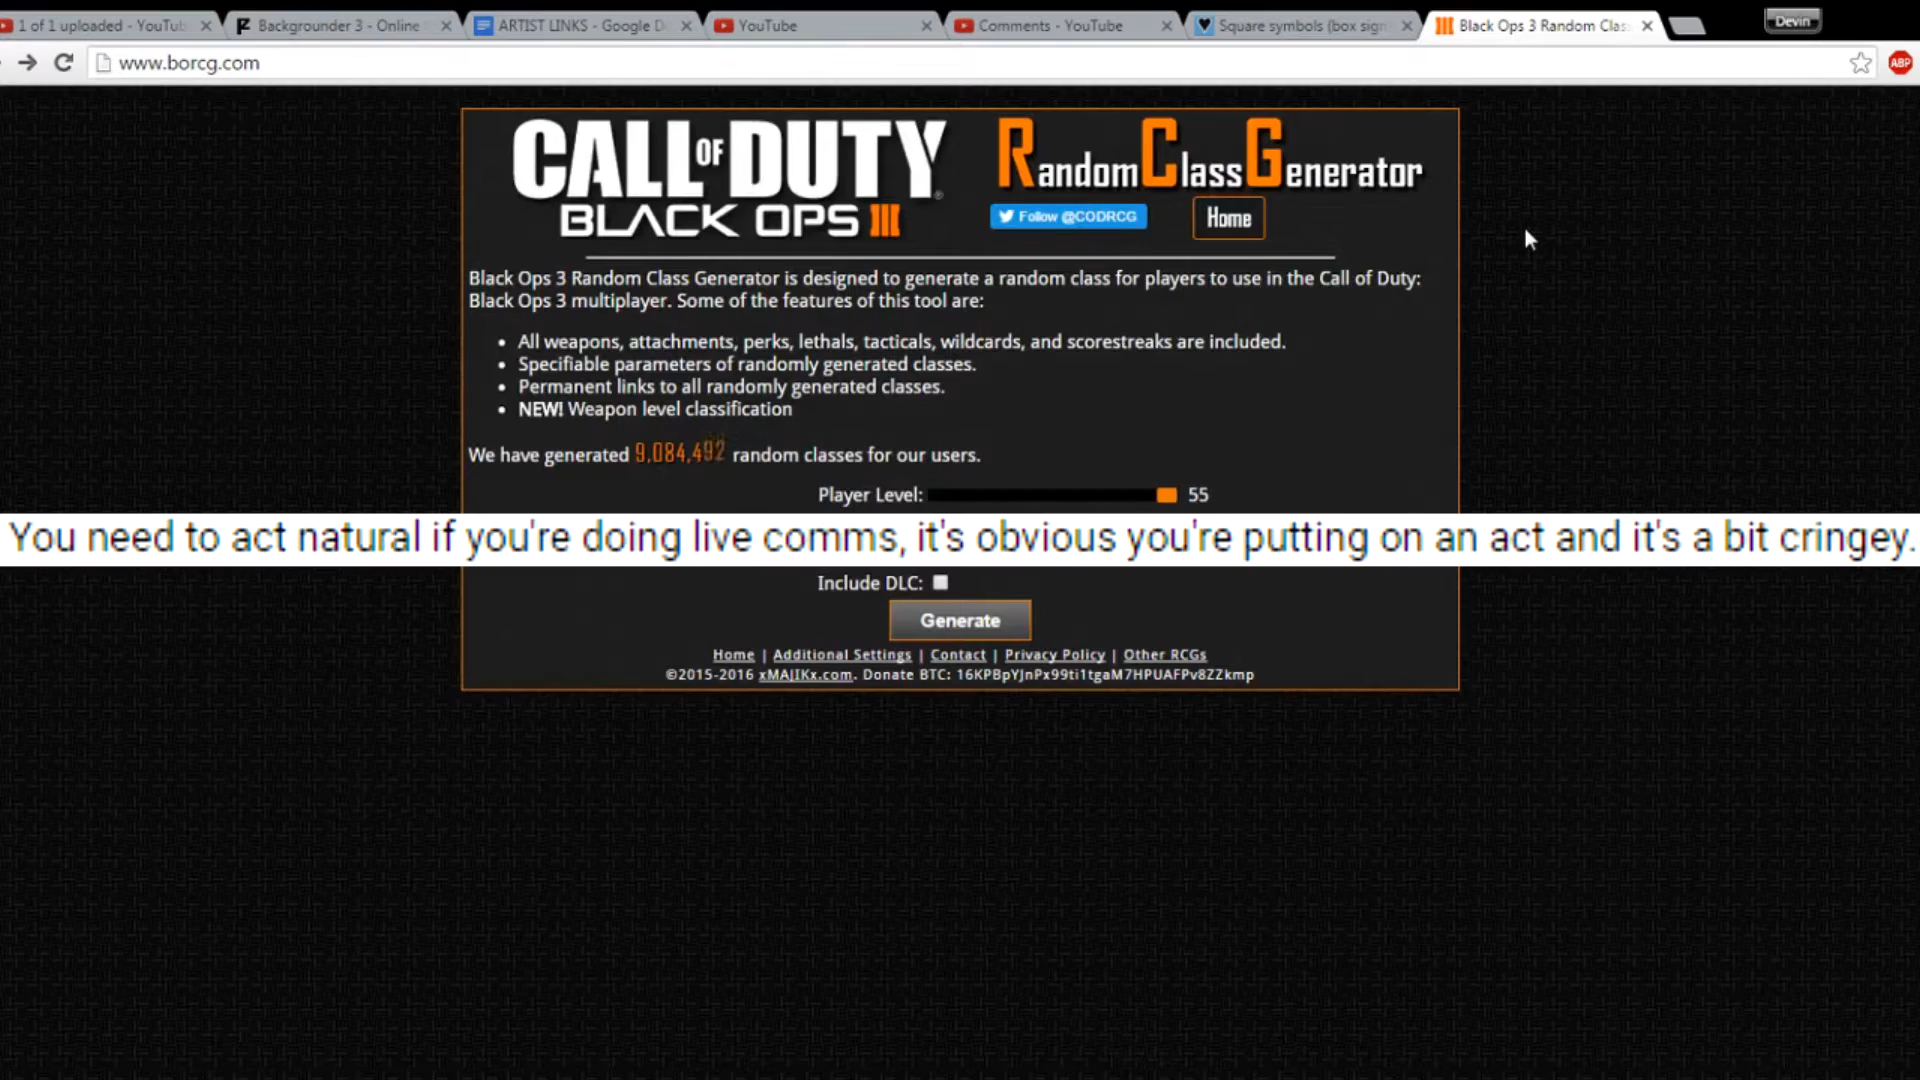 1 of 1 uploaded - YouTub
Backgrounder 3 - Online
ARTIST LINKS - Google D
YouTube
Comments - YouTube
Square symbols (box sign
Black Ops 3 Random Clas
Devin
www.borcg.com
ABP
CALL OF DUTY
BLACK OPS III
RandomClassGenerator
Follow @CODRCG
Home
Black Ops 3 Random Class Generator is designed to generate a random class for players to use in the Call of Duty:
Black Ops 3 multiplayer. Some of the features of this tool are:
• All weapons, attachments, perks, lethals, tacticals, wildcards, and scorestreaks are included.
• Specifiable parameters of randomly generated classes.
• Permanent links to all randomly generated classes.
• NEW! Weapon level classification
We have generated 9,084,492 random classes for our users.
Player Level: 55
You need to act natural if you're doing live comms, it's obvious you're putting on an act and it's a bit cringey.
Include DLC:
Generate
Home | Additional Settings | Contact | Privacy Policy | Other RCGs
©2015-2016 xMAJIKx.com. Donate BTC: 16KPBpYJnPx99ti1tgaM7HPUAFPv8ZZkmp